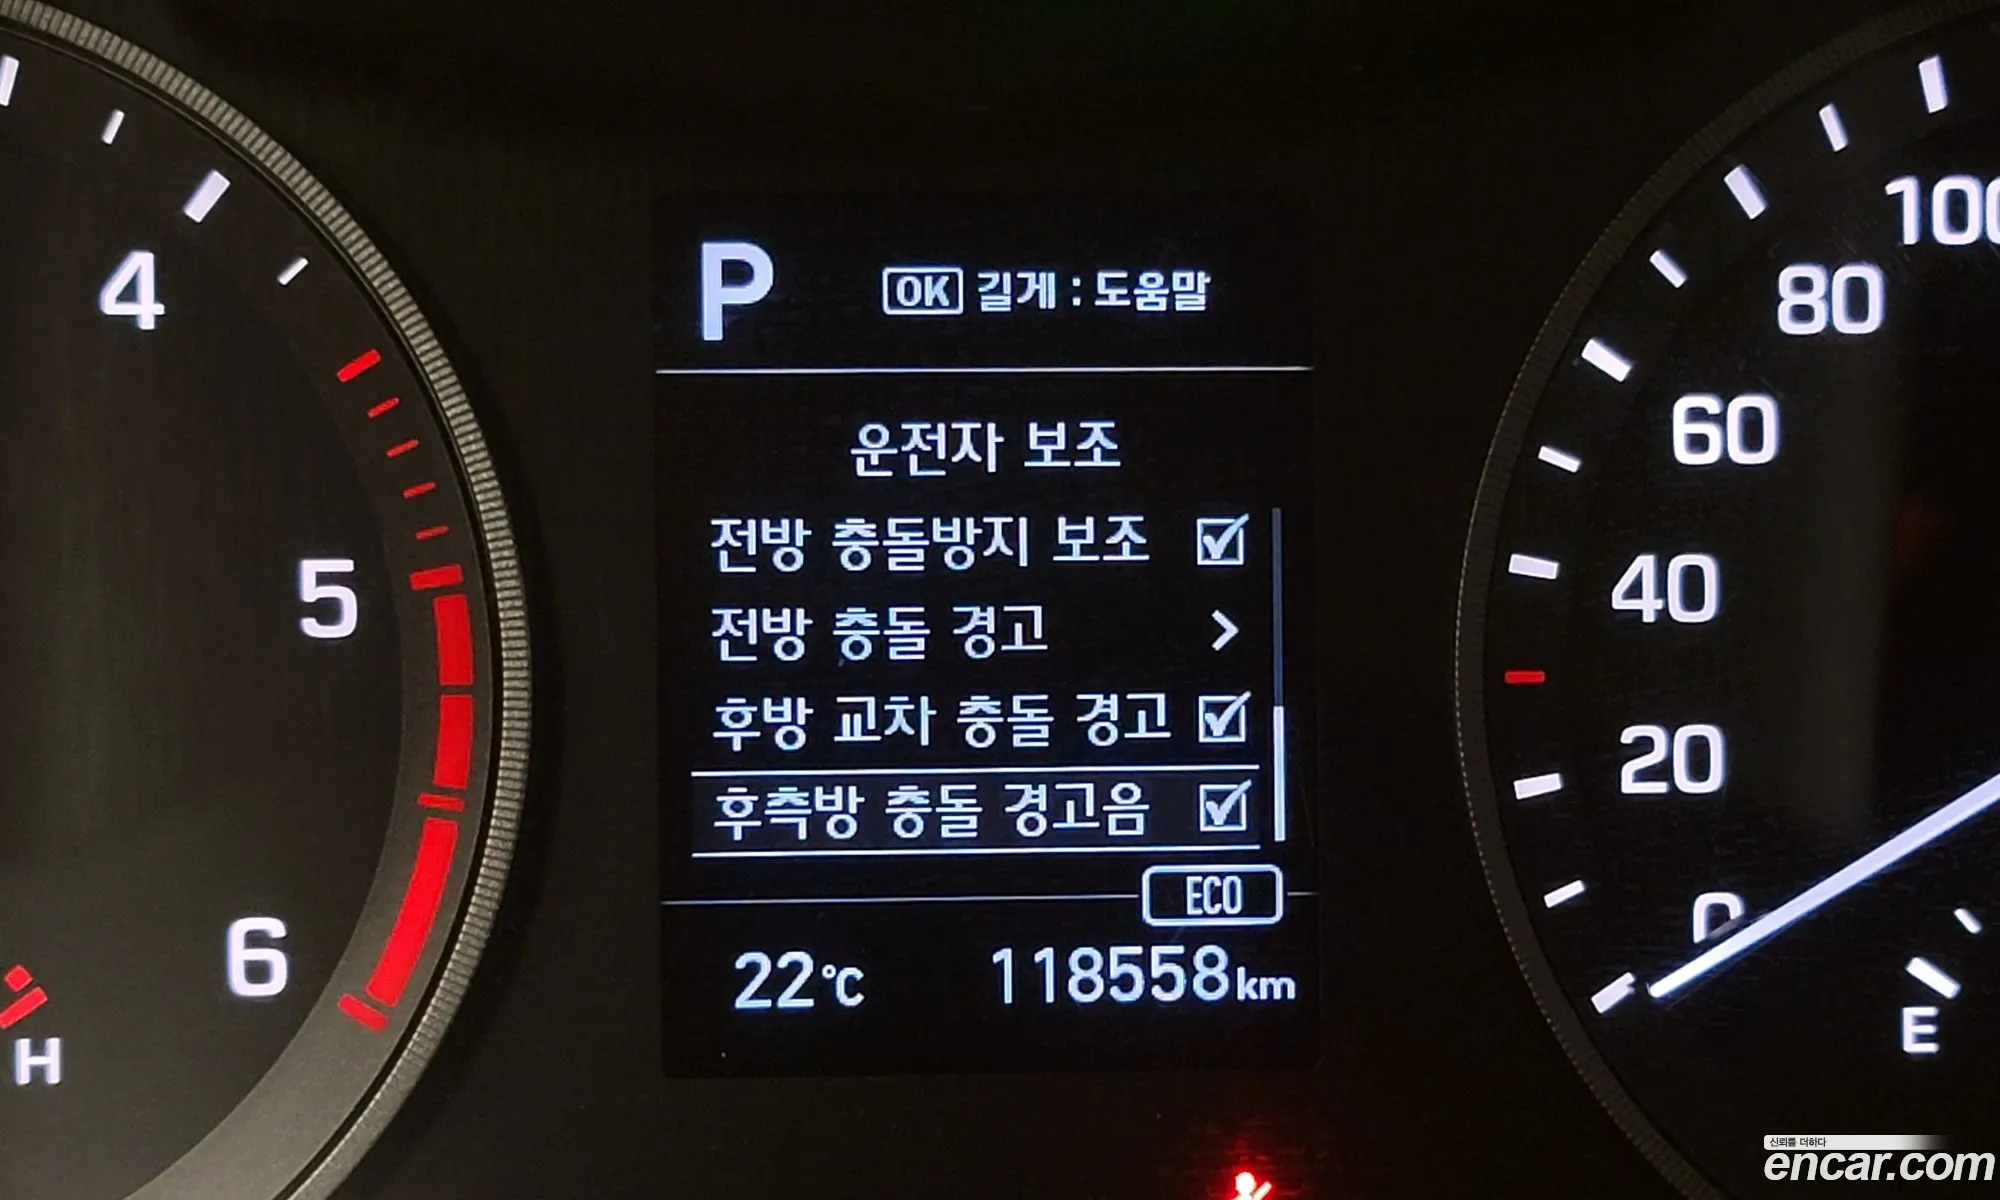 P
OK 길게 : 도움말
운전자 보조
전방 충돌방지 보조
전방 충돌 경고 >
후방 교차 충돌 경고
후측방 충돌 경고음
ECO
22℃ 118558km
4
5
6
H
100
80
60
40
20
0
E
신뢰를 더하다
encar.com